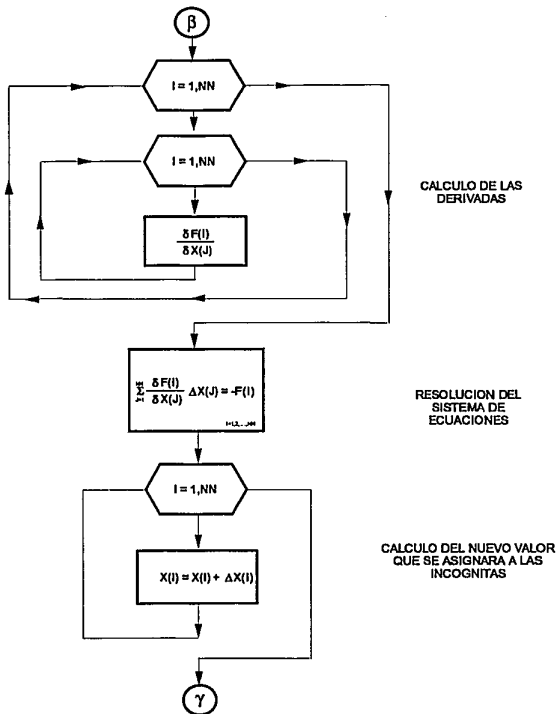 β
I = 1,NN
I = 1,NN
δF(I)
δX(J)
CALCULO DE LAS
DERIVADAS
δF(I)
δX(J)
ΔX(J) = -F(I)
RESOLUCION DEL
SISTEMA DE
ECUACIONES
I = 1,NN
X(I) = X(I) + ΔX(I)
CALCULO DEL NUEVO VALOR
QUE SE ASIGNARA A LAS
INCOGNITAS
γ